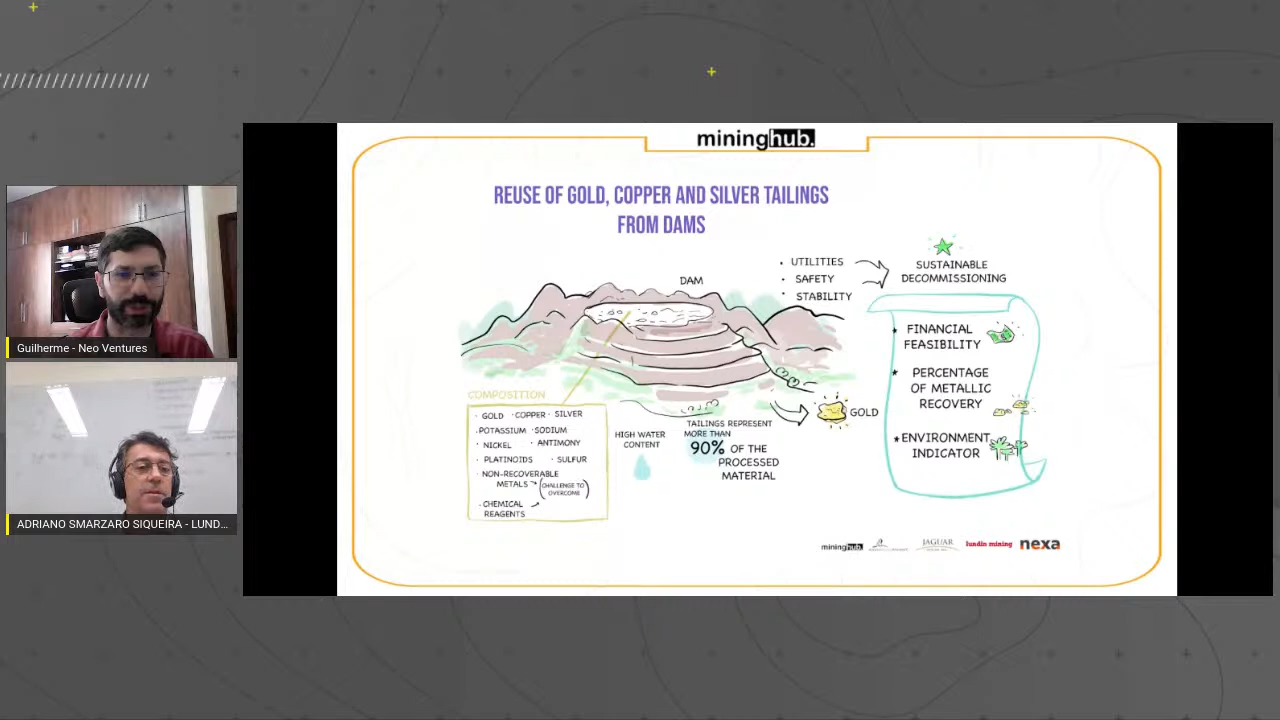 mininghub.
REUSE OF GOLD, COPPER AND SILVER TAILINGS
FROM DAMS
DAM
· UTILITIES
· SAFETY
· STABILITY
SUSTAINABLE
DECOMMISSIONING
* FINANCIAL
FEASIBILITY
* PERCENTAGE
OF METALLIC
RECOVERY
* ENVIRONMENT
INDICATOR
COMPOSITION
· GOLD · COPPER · SILVER
· POTASSIUM · SODIUM
· NICKEL · ANTIMONY
· PLATINOIDS · SULFUR
· NON-RECOVERABLE
METALS
(CHALLENGE TO
OVERCOME)
· CHEMICAL
REAGENTS
HIGH WATER
CONTENT
TAILINGS REPRESENT
MORE THAN
90% OF THE
PROCESSED
MATERIAL
GOLD
mininghub. JAGUAR lundin mining nexa
Guilherme - Neo Ventures
ADRIANO SMARZARO SIQUEIRA - LUND...